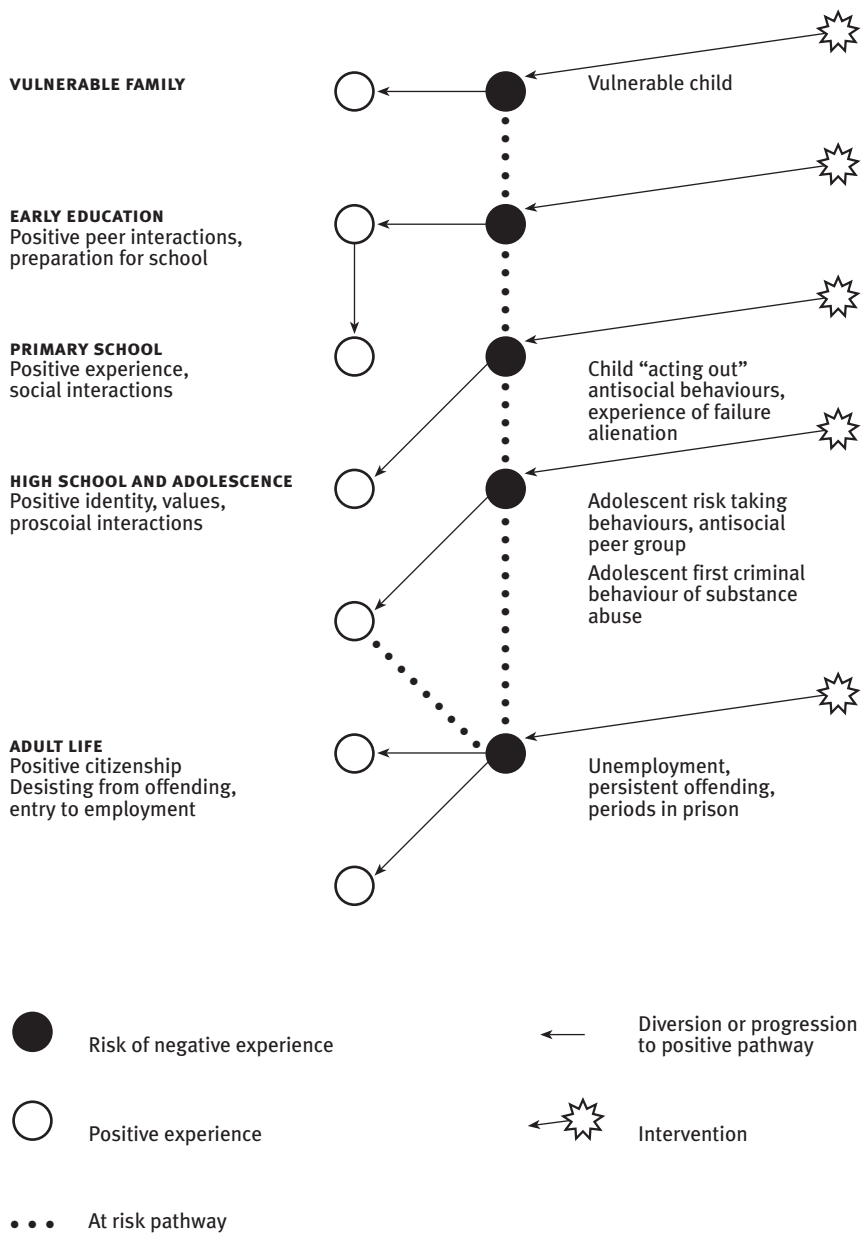 VULNERABLE FAMILY
Vulnerable child
EARLY EDUCATION
Positive peer interactions,
preparation for school
PRIMARY SCHOOL
Positive experience,
social interactions
Child “acting out”
antisocial behaviours,
experience of failure
alienation
HIGH SCHOOL AND ADOLESCENCE
Positive identity, values,
proscoial interactions
Adolescent risk taking
behaviours, antisocial
peer group
Adolescent first criminal
behaviour of substance
abuse
ADULT LIFE
Positive citizenship
Desisting from offending,
entry to employment
Unemployment,
persistent offending,
periods in prison
Risk of negative experience
Diversion or progression
to positive pathway
Positive experience
Intervention
At risk pathway